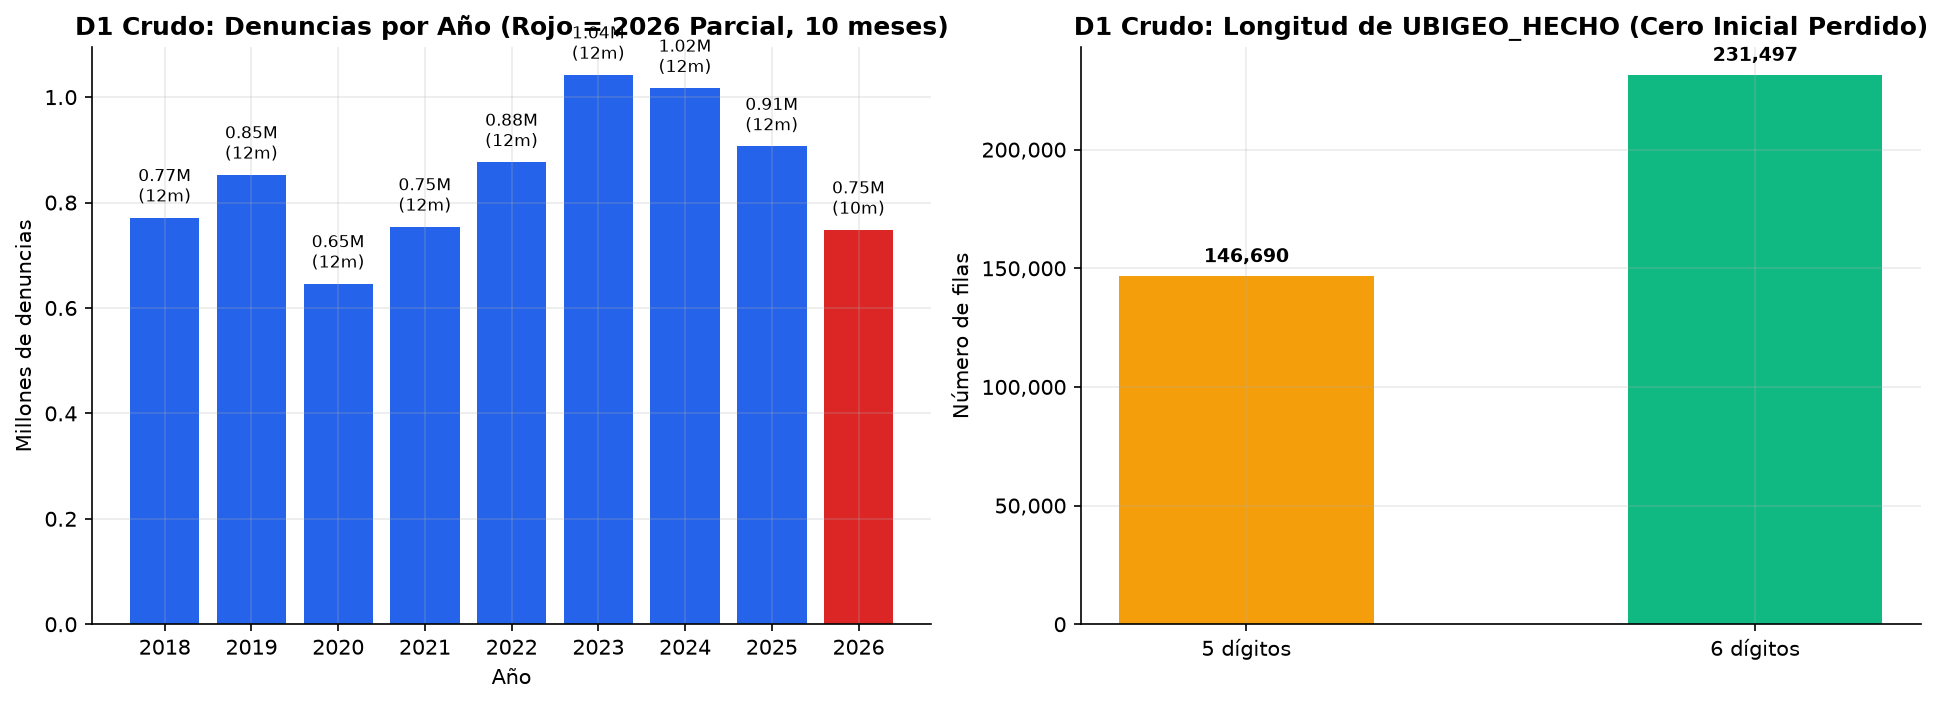 D1 Crudo: Denuncias por Año (Rojo = 2026 Parcial, 10 meses)
Millones de denuncias
1.0
0.8
0.6
0.4
0.2
0.0
0.77M
(12m)
0.85M
(12m)
0.65M
(12m)
0.75M
(12m)
0.88M
(12m)
1.04M
(12m)
1.02M
(12m)
0.91M
(12m)
0.75M
(10m)
2018 2019 2020 2021 2022 2023 2024 2025 2026
Año
D1 Crudo: Longitud de UBIGEO_HECHO (Cero Inicial Perdido)
Número de filas
200,000
150,000
100,000
50,000
0
146,690
231,497
5 dígitos 6 dígitos